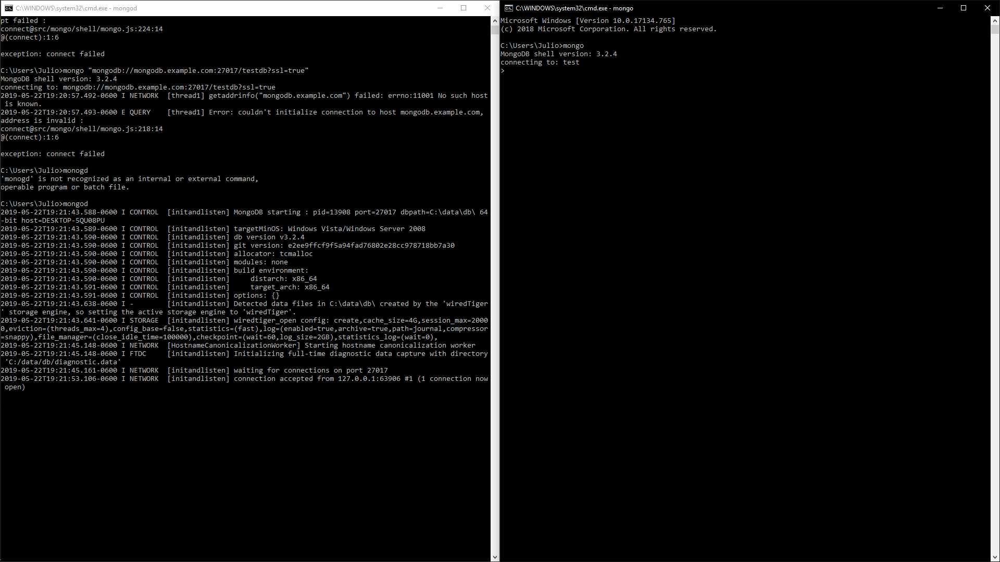 C:\WINDOWS\system32\cmd.exe - mongod
pt failed :
connect@src/mongo/shell/mongo.js:224:14
@(connect):1:6
exception: connect failed
C:\Users\Julio>mongo "mongodb://mongodb.example.com:27017/testdb?ssl=true"
MongoDB shell version: 3.2.4
connecting to: mongodb://mongodb.example.com:27017/testdb?ssl=true
2019-05-22T19:20:57.492-0600 I NETWORK  [thread1] getaddrinfo("mongodb.example.com") failed: errno:11001 No such host
 is known.
2019-05-22T19:20:57.493-0600 E QUERY    [thread1] Error: couldn't initialize connection to host mongodb.example.com,
address is invalid :
connect@src/mongo/shell/mongo.js:218:14
@(connect):1:6
exception: connect failed
C:\Users\Julio>monogd
'monogd' is not recognized as an internal or external command,
operable program or batch file.
C:\Users\Julio>mongod
2019-05-22T19:21:43.588-0600 I CONTROL  [initandlisten] MongoDB starting : pid=13908 port=27017 dbpath=C:\data\db\ 64
-bit host=DESKTOP-5QU08PU
2019-05-22T19:21:43.589-0600 I CONTROL  [initandlisten] targetMinOS: Windows Vista/Windows Server 2008
2019-05-22T19:21:43.590-0600 I CONTROL  [initandlisten] db version v3.2.4
2019-05-22T19:21:43.590-0600 I CONTROL  [initandlisten] git version: e2ee9ffcf9f5a94fad76802e28cc978718bb7a30
2019-05-22T19:21:43.590-0600 I CONTROL  [initandlisten] allocator: tcmalloc
2019-05-22T19:21:43.590-0600 I CONTROL  [initandlisten] modules: none
2019-05-22T19:21:43.590-0600 I CONTROL  [initandlisten] build environment:
2019-05-22T19:21:43.590-0600 I CONTROL  [initandlisten]     distarch: x86_64
2019-05-22T19:21:43.591-0600 I CONTROL  [initandlisten]     target_arch: x86_64
2019-05-22T19:21:43.591-0600 I CONTROL  [initandlisten] options: {}
2019-05-22T19:21:43.638-0600 I -        [initandlisten] Detected data files in C:\data\db\ created by the 'wiredTiger
' storage engine, so setting the active storage engine to 'wiredTiger'.
2019-05-22T19:21:43.641-0600 I STORAGE  [initandlisten] wiredtiger_open config: create,cache_size=4G,session_max=2000
0,eviction=(threads_max=4),config_base=false,statistics=(fast),log=(enabled=true,archive=true,path=journal,compressor
=snappy),file_manager=(close_idle_time=100000),checkpoint=(wait=60,log_size=2GB),statistics_log=(wait=0),
2019-05-22T19:21:45.148-0600 I NETWORK  [HostnameCanonicalizationWorker] Starting hostname canonicalization worker
2019-05-22T19:21:45.148-0600 I FTDC     [initandlisten] Initializing full-time diagnostic data capture with directory
 'C:/data/db/diagnostic.data'
2019-05-22T19:21:45.161-0600 I NETWORK  [initandlisten] waiting for connections on port 27017
2019-05-22T19:21:53.106-0600 I NETWORK  [initandlisten] connection accepted from 127.0.0.1:63906 #1 (1 connection now
 open)
C:\WINDOWS\system32\cmd.exe - mongo
Microsoft Windows [Version 10.0.17134.765]
(c) 2018 Microsoft Corporation. All rights reserved.
C:\Users\Julio>mongo
MongoDB shell version: 3.2.4
connecting to: test
>